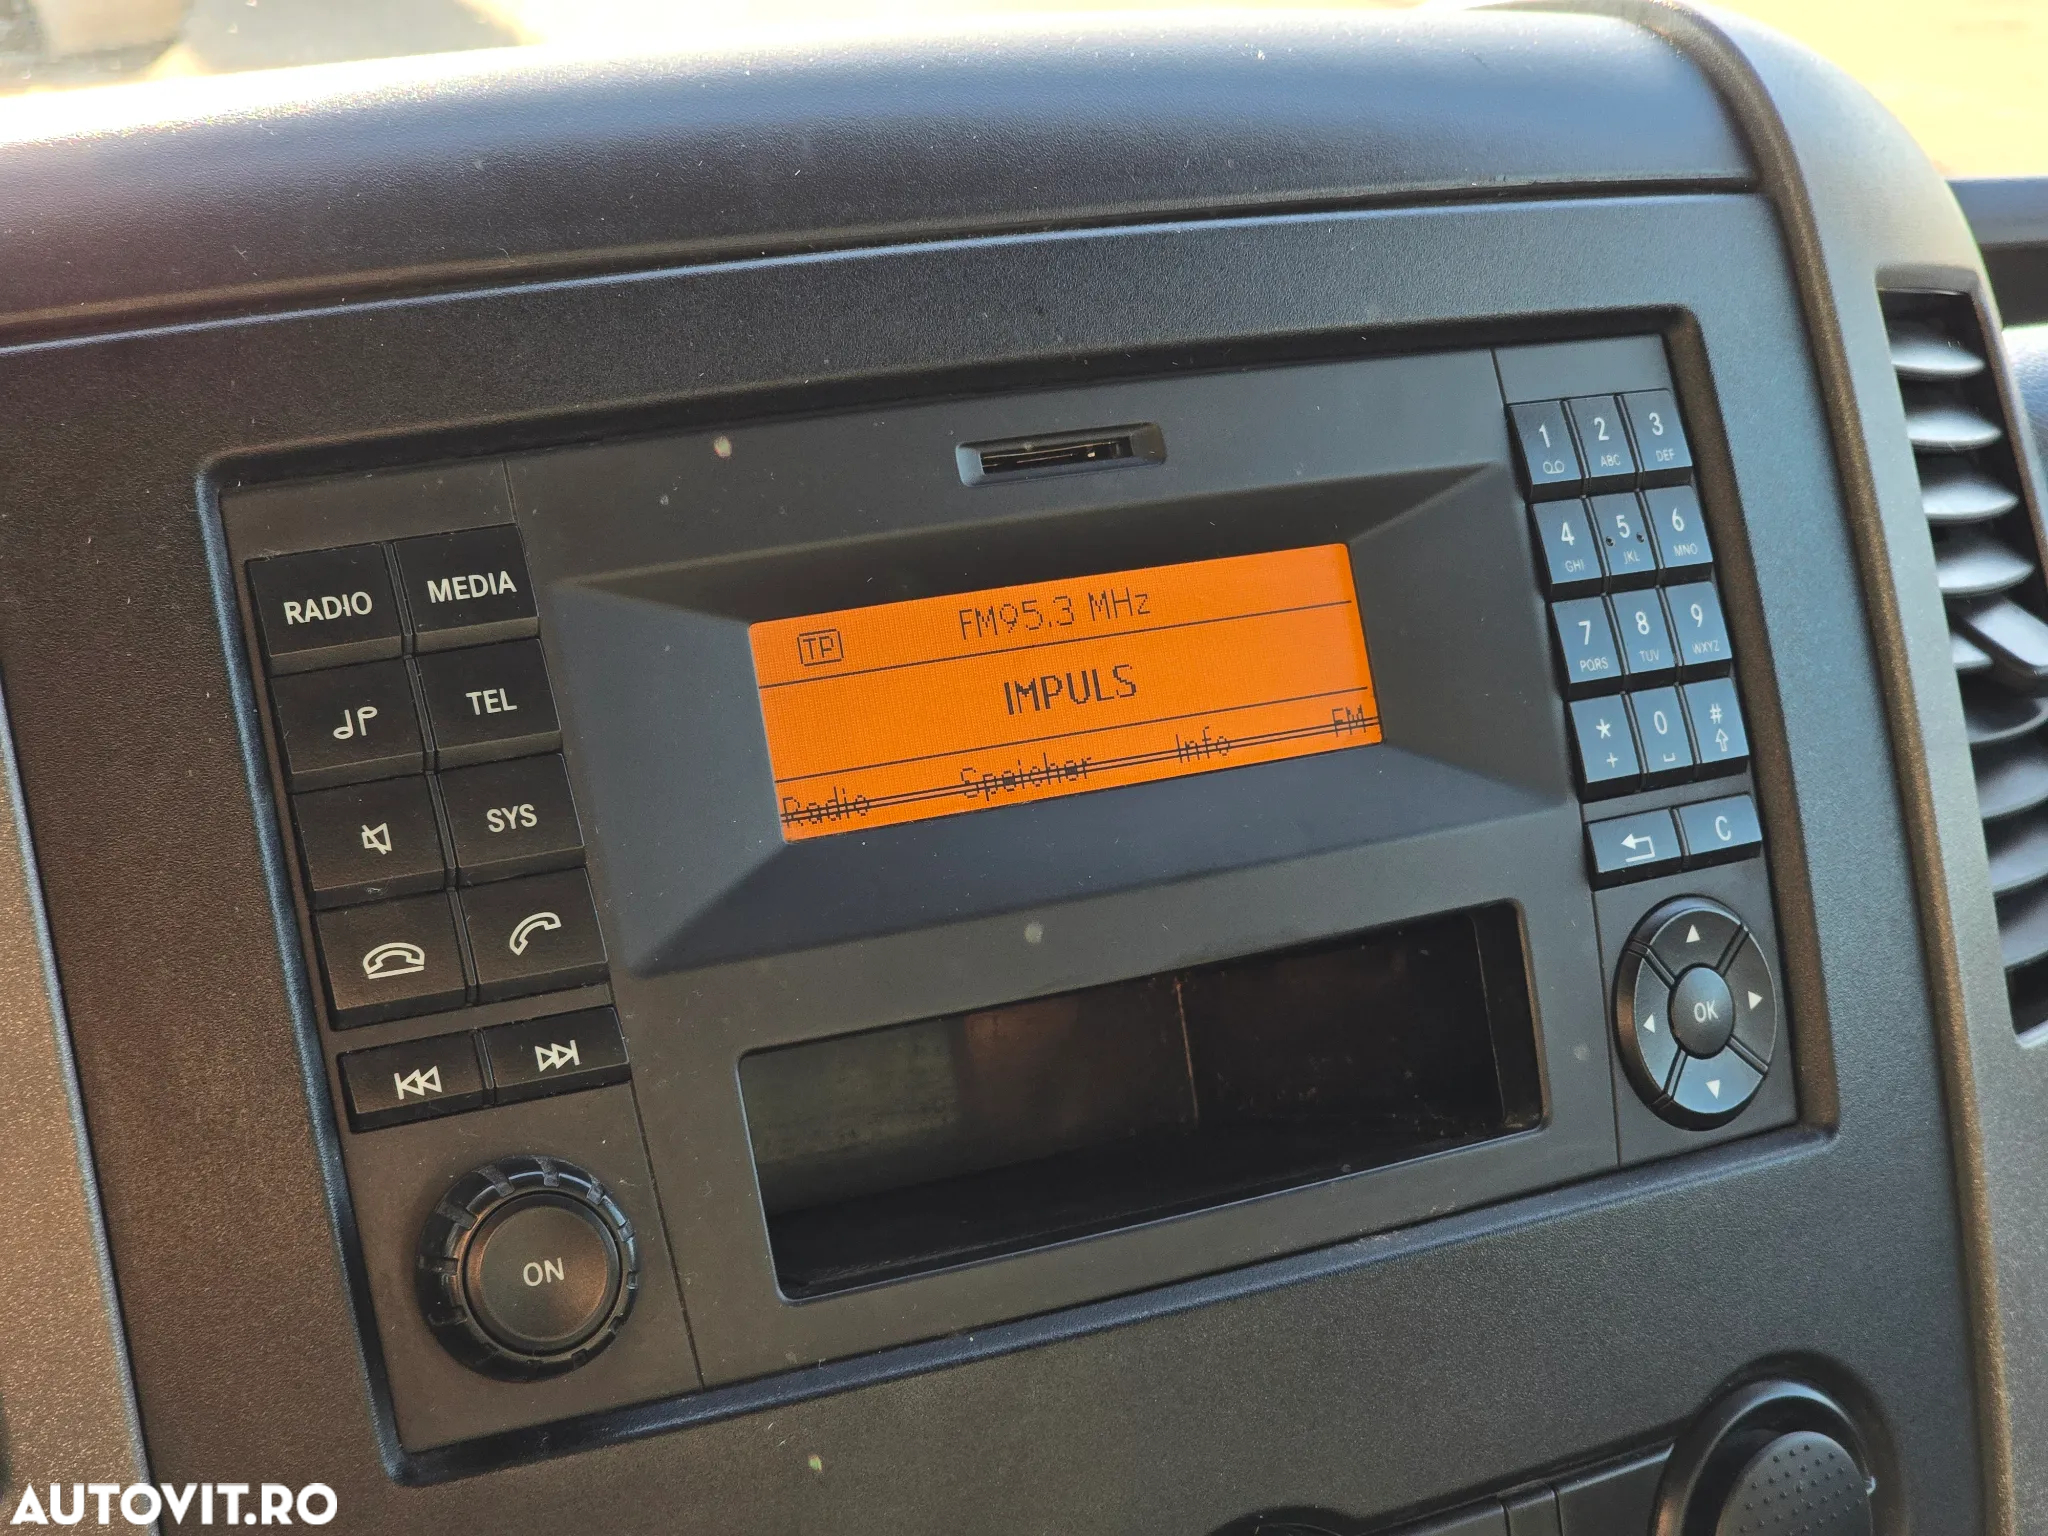 RADIO MEDIA
TEL
SYS
ON
TP FM95.3 MHz
IMPULS
Radio Speicher Info FM
1 2 ABC 3 DEF
4 GHI 5 JKL 6 MNO
7 PQRS 8 TUV 9 WXYZ
* + 0 #
C
OK
AUTOVIT.RO